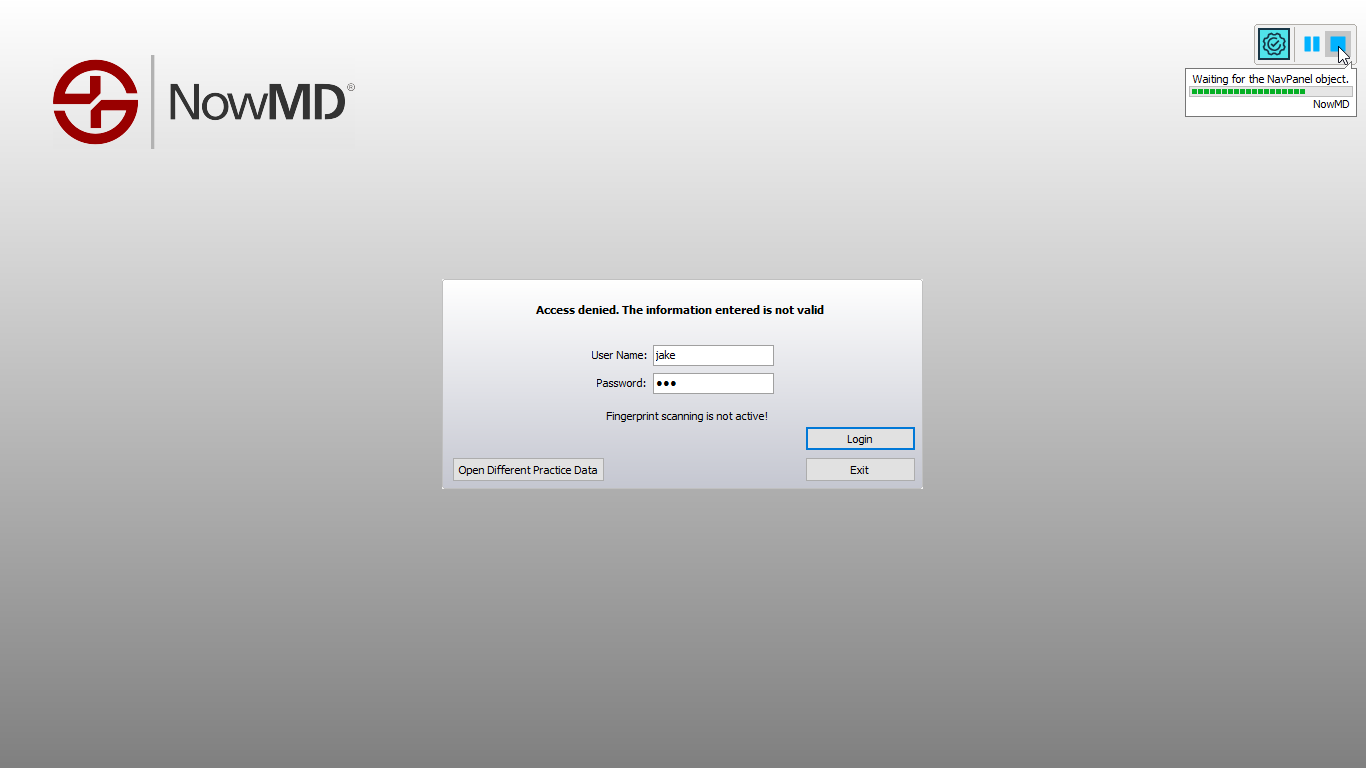 NowMD®
Waiting for the NavPanel object.
NowMD
Access denied. The information entered is not valid
User Name: jake
Password: ●●●
Fingerprint scanning is not active!
Login
Open Different Practice Data
Exit